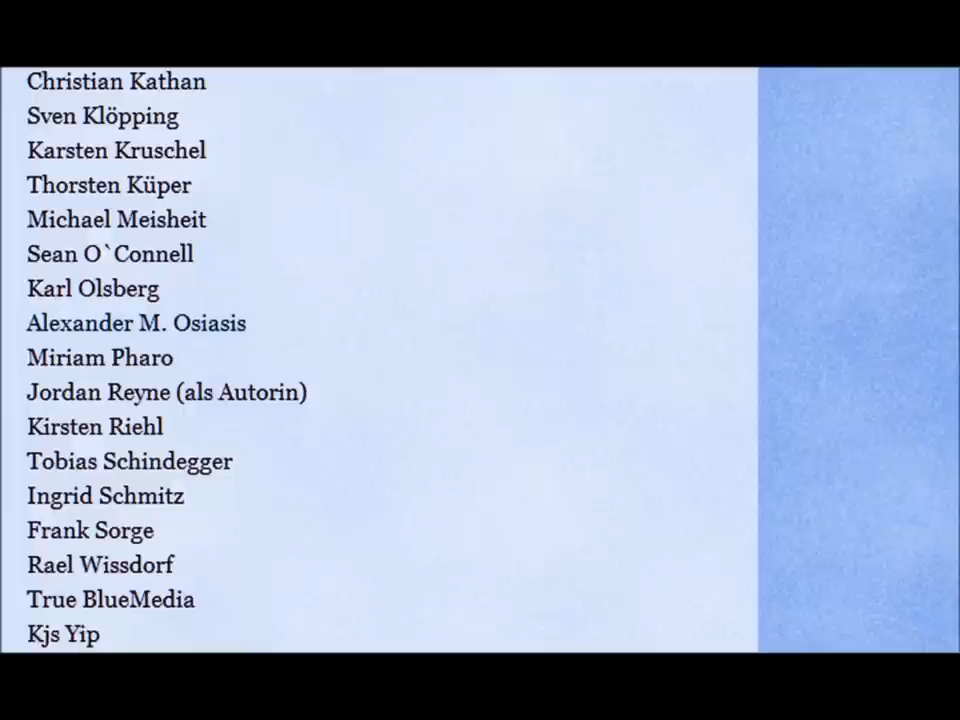 Christian Kathan
Sven Klöpping
Karsten Kruschel
Thorsten Küper
Michael Meisheit
Sean O`Connell
Karl Olsberg
Alexander M. Osiasis
Miriam Pharo
Jordan Reyne (als Autorin)
Kirsten Riehl
Tobias Schindegger
Ingrid Schmitz
Frank Sorge
Rael Wissdorf
True BlueMedia
Kjs Yip